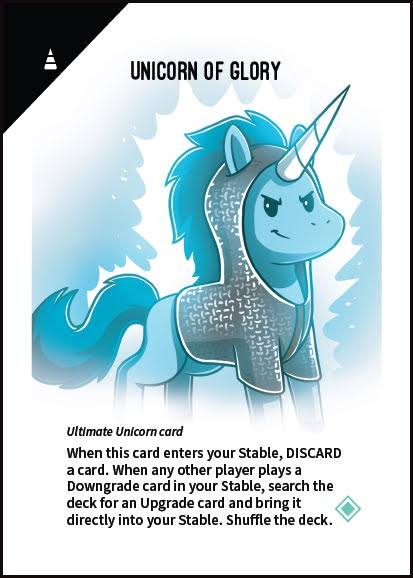 UNICORN OF GLORY
Ultimate Unicorn card
When this card enters your Stable, DISCARD
a card. When any other player plays a
Downgrade card in your Stable, search the
deck for an Upgrade card and bring it
directly into your Stable. Shuffle the deck.